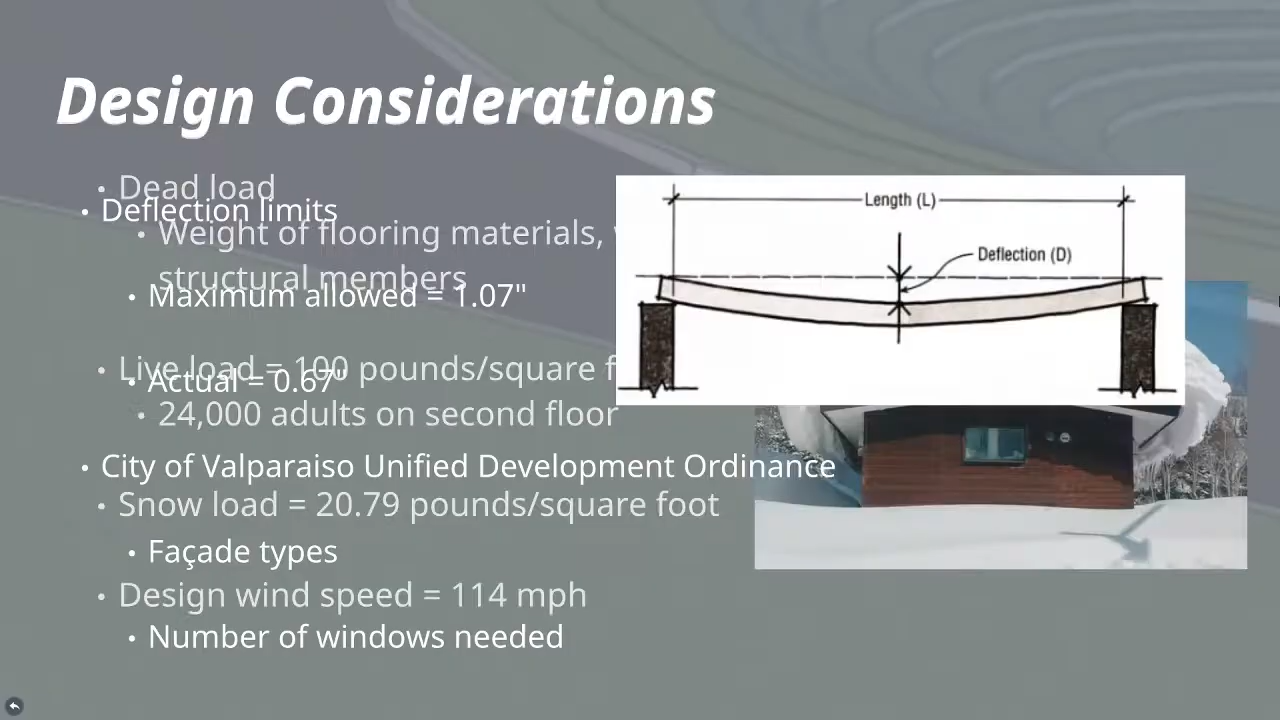 Design Considerations
• Dead load
• Deflection limits
• Weight of flooring materials,
structural members
• Maximum allowed = 1.07"
• Live load = 100 pounds/square
• Actual = 0.67"
• 24,000 adults on second floor
• City of Valparaiso Unified Development Ordinance
• Snow load = 20.79 pounds/square foot
• Façade types
• Design wind speed = 114 mph
• Number of windows needed
Length (L)
Deflection (D)